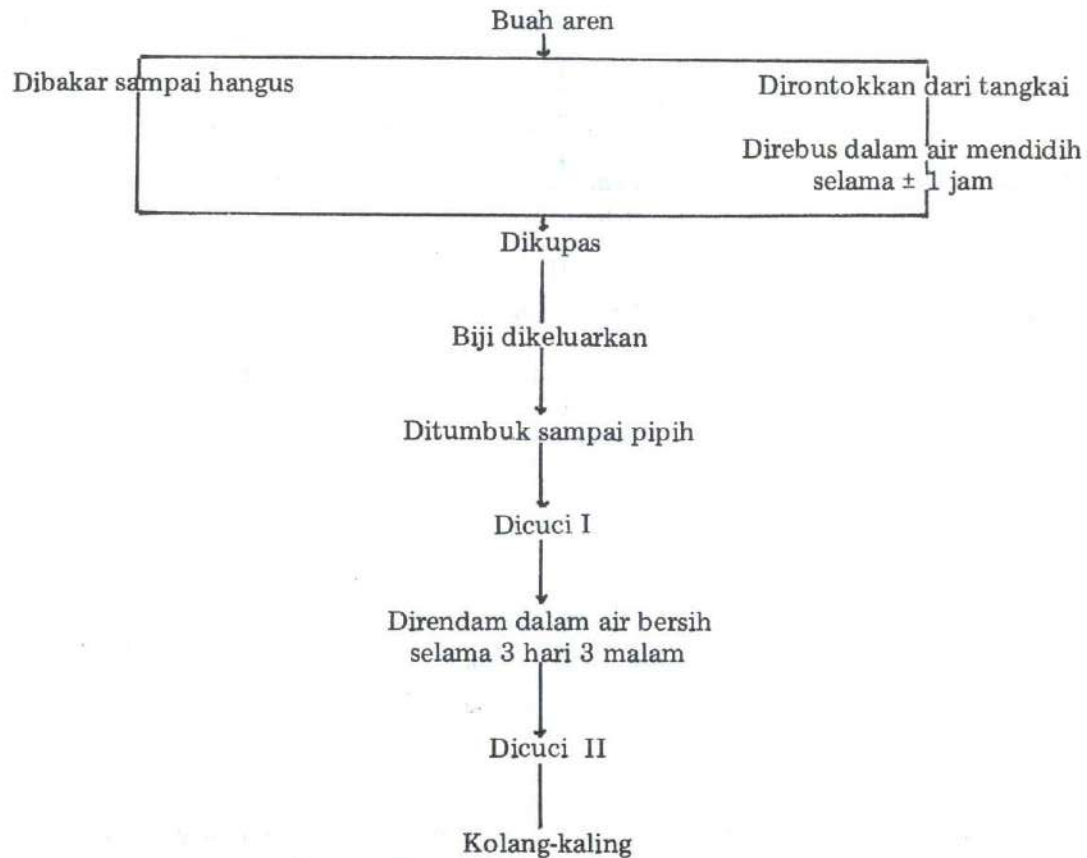 Buah aren
Dibakar sampai hangus
Dirontokkan dari tangkai
Direbus dalam air mendidih
selama ± 1 jam
Dikupas
Biji dikeluarkan
Ditumbuk sampai pipih
Dicuci I
Direndam dalam air bersih
selama 3 hari 3 malam
Dicuci II
Kolang-kaling